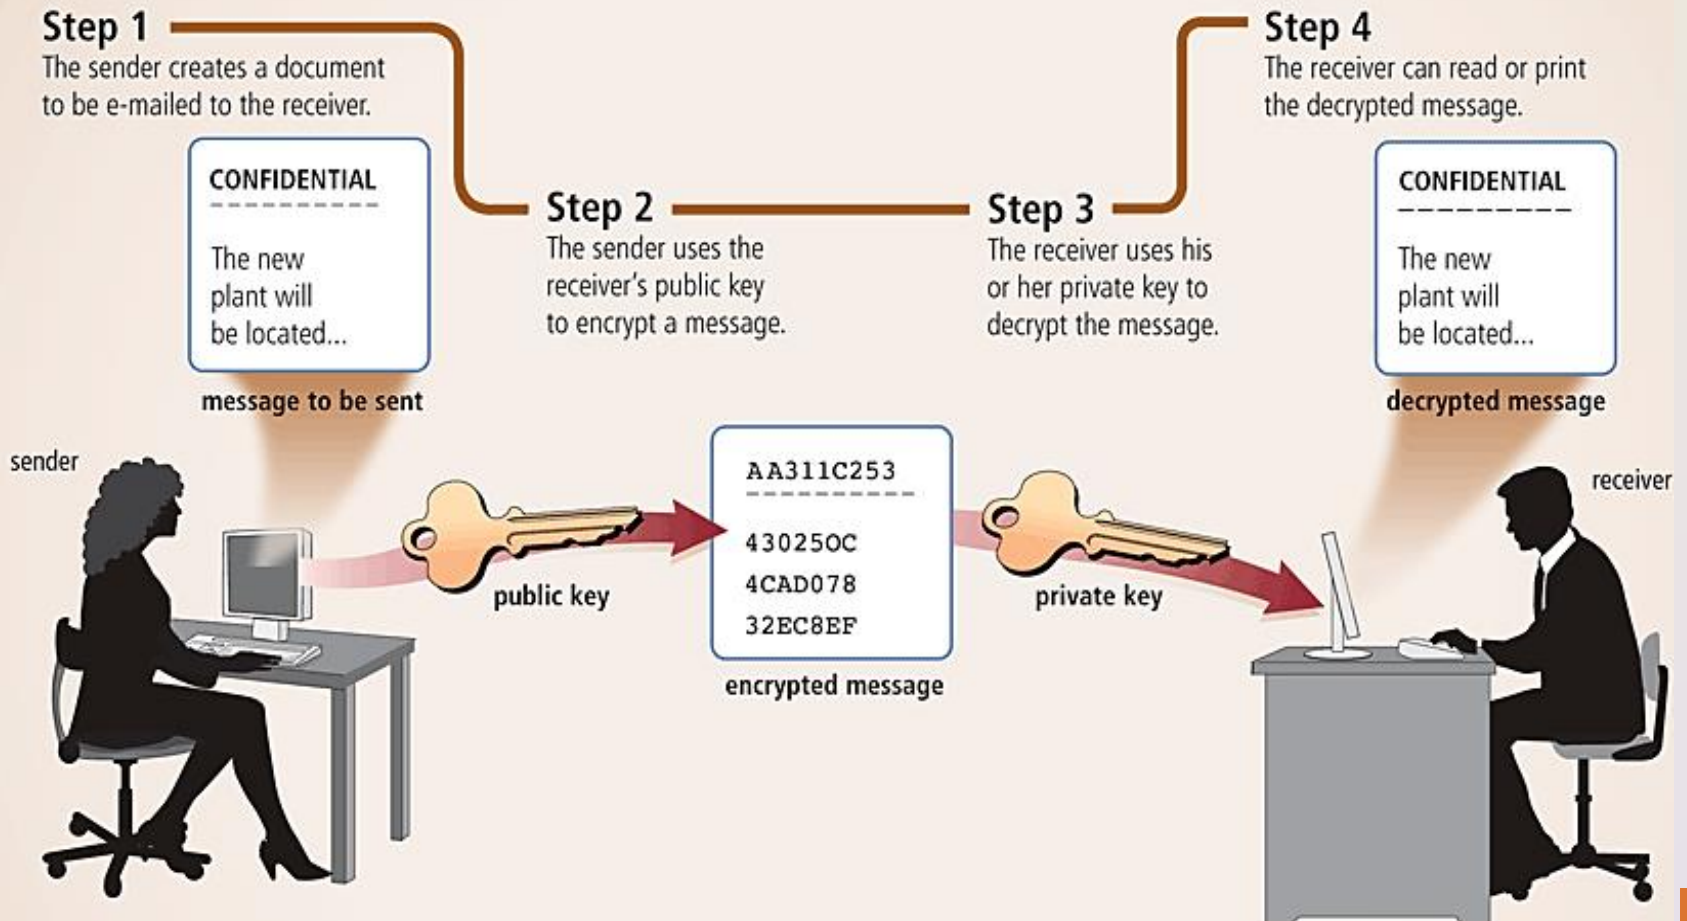 Step 1
The sender creates a document
to be e-mailed to the receiver.
CONFIDENTIAL
The new
plant will
be located...
message to be sent
sender
Step 2
The sender uses the
receiver's public key
to encrypt a message.
public key
AA311C253
43025OC
4CAD078
32EC8EF
encrypted message
Step 3
The receiver uses his
or her private key to
decrypt the message.
private key
Step 4
The receiver can read or print
the decrypted message.
CONFIDENTIAL
The new
plant will
be located...
decrypted message
receiver